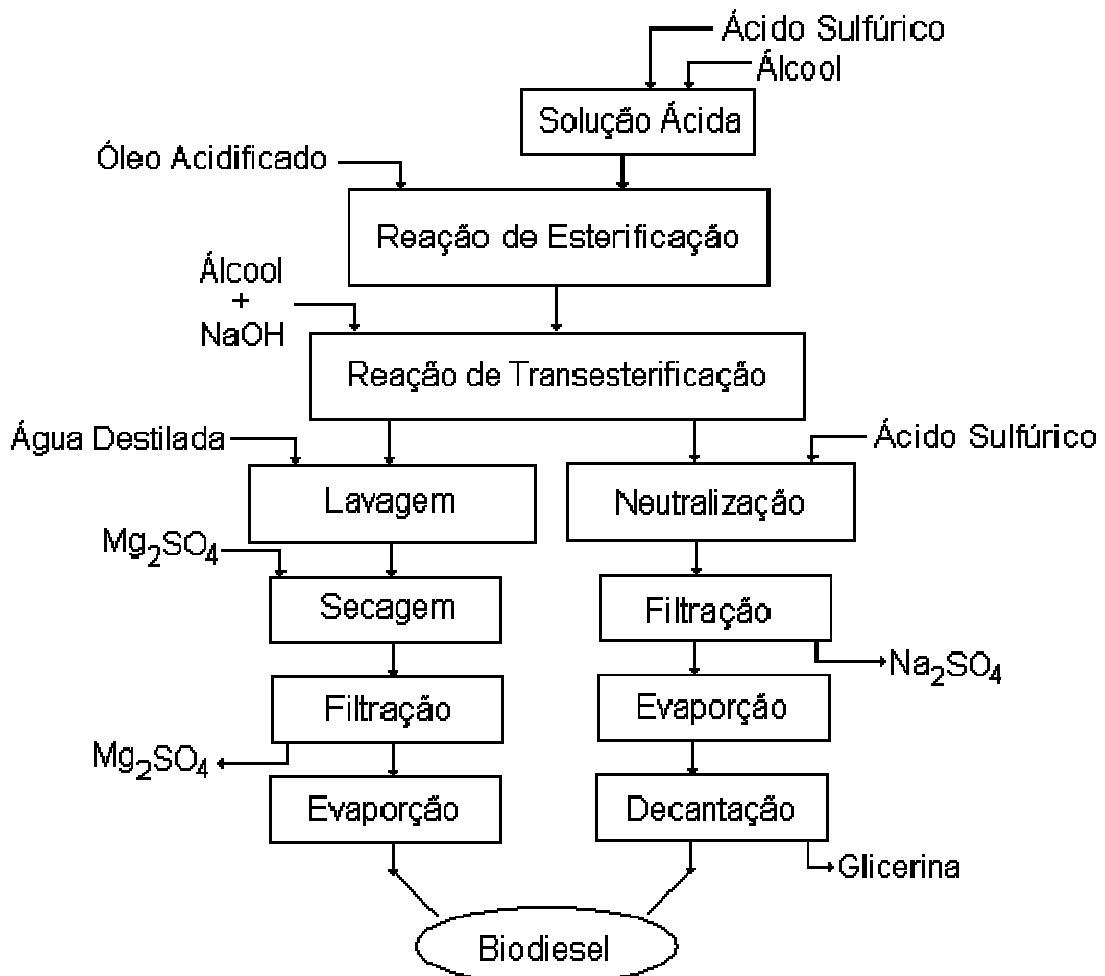 Ácido Sulfúrico
Álcool
Solução Ácida
Óleo Acidificado
Reação de Esterificação
Álcool
+
NaOH
Reação de Transesterificação
Água Destilada
Ácido Sulfúrico
Lavagem
Neutralização
Mg2SO4
Secagem
Filtração
Na2SO4
Filtração
Evaporção
Mg2SO4
Evaporção
Decantação
Glicerina
Biodiesel